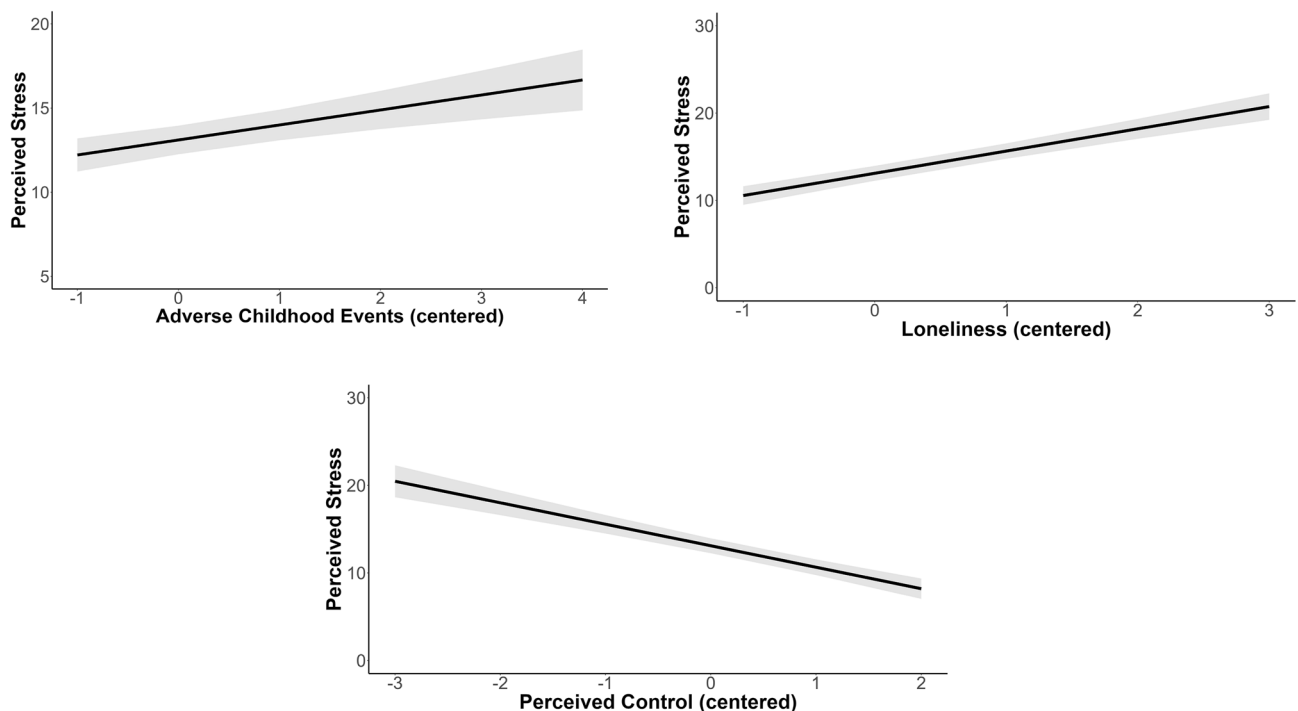 Perceived Stress
20
15
10
5
-1 0 1 2 3 4
Adverse Childhood Events (centered)
Perceived Stress
30
20
10
0
-1 0 1 2 3
Loneliness (centered)
Perceived Stress
30
20
10
0
-3 -2 -1 0 1 2
Perceived Control (centered)